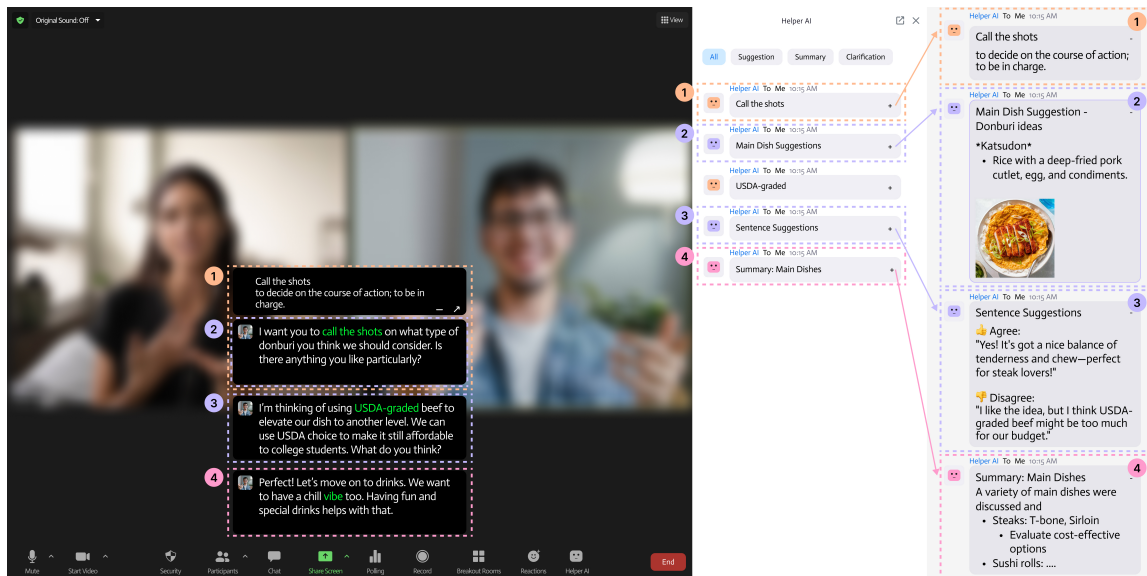 Original Sound: Off
View
1
Call the shots
to decide on the course of action; to be in
charge.
2
I want you to call the shots on what type of
donburi you think we should consider. Is
there anything you like particularly?
3
I'm thinking of using USDA-graded beef to
elevate our dish to another level. We can
use USDA choice to make it still affordable
to college students. What do you think?
4
Perfect! Let's move on to drinks. We want
to have a chill vibe too. Having fun and
special drinks helps with that.
Mute
Start Video
Security
Participants
Chat
Share Screen
Polling
Record
Breakout Rooms
Reactions
Helper AI
End
Helper AI
All
Suggestion
Summary
Clarification
1
Helper AI To Me 10:15 AM
Call the shots +
2
Helper AI To Me 10:15 AM
Main Dish Suggestions +
Helper AI To Me 10:15 AM
USDA-graded +
3
Helper AI To Me 10:15 AM
Sentence Suggestions +
4
Helper AI To Me 10:15 AM
Summary: Main Dishes +
Helper AI To Me 10:15 AM
1
Call the shots -
to decide on the course of action;
to be in charge.
Helper AI To Me 10:15 AM
2
Main Dish Suggestion - -
Donburi ideas
*Katsudon*
• Rice with a deep-fried pork
cutlet, egg, and condiments.
Helper AI To Me 10:15 AM
3
Sentence Suggestions -
👍 Agree:
"Yes! It's got a nice balance of
tenderness and chew—perfect
for steak lovers!"
👎 Disagree:
"I like the idea, but I think USDA-
graded beef might be too much
for our budget."
Helper AI To Me 10:15 AM
4
Summary: Main Dishes -
A variety of main dishes were
discussed and
• Steaks: T-bone, Sirloin
• Evaluate cost-effective
options
• Sushi rolls: ....